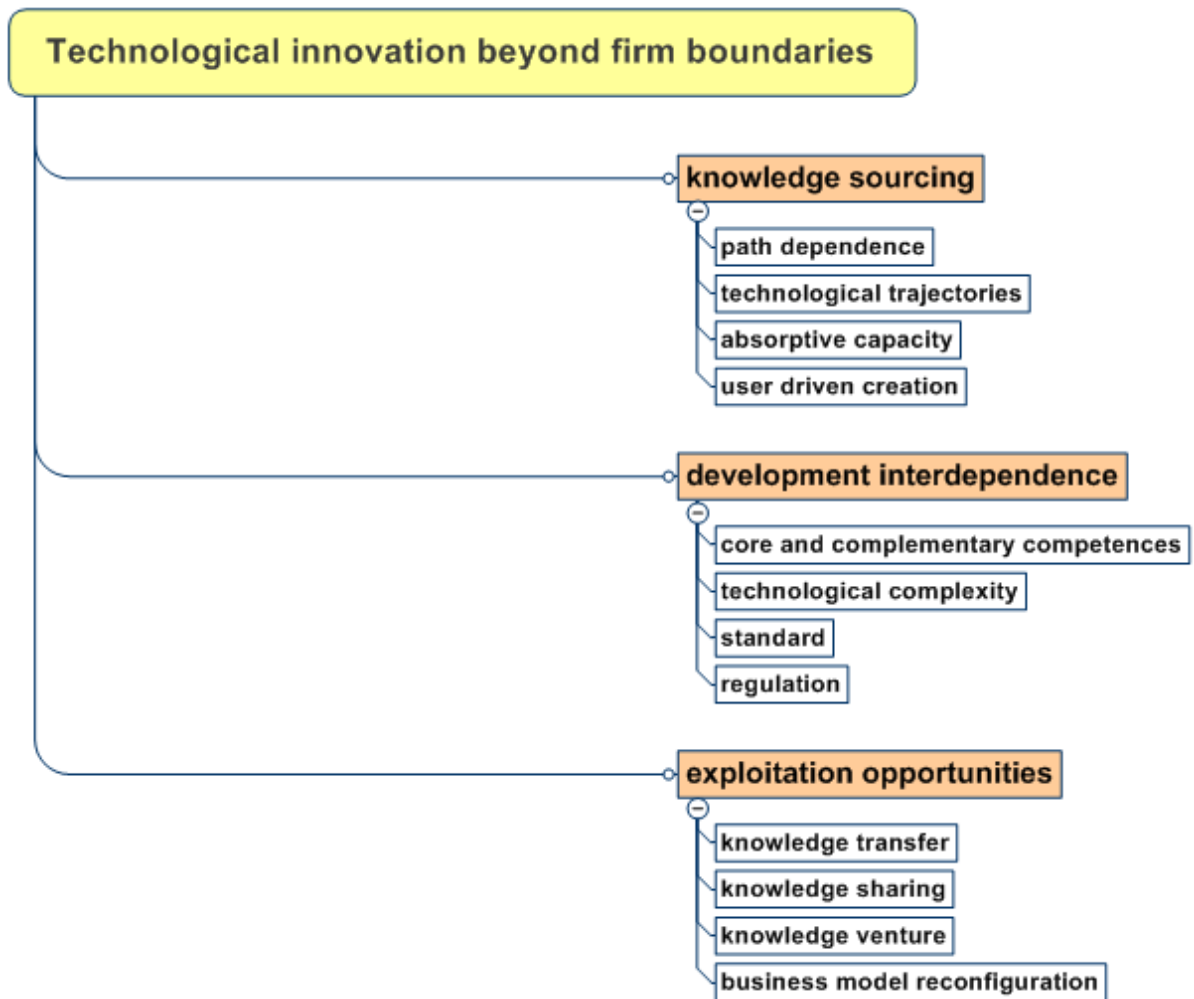 Technological innovation beyond firm boundaries
knowledge sourcing
path dependence
technological trajectories
absorptive capacity
user driven creation
development interdependence
core and complementary competences
technological complexity
standard
regulation
exploitation opportunities
knowledge transfer
knowledge sharing
knowledge venture
business model reconfiguration